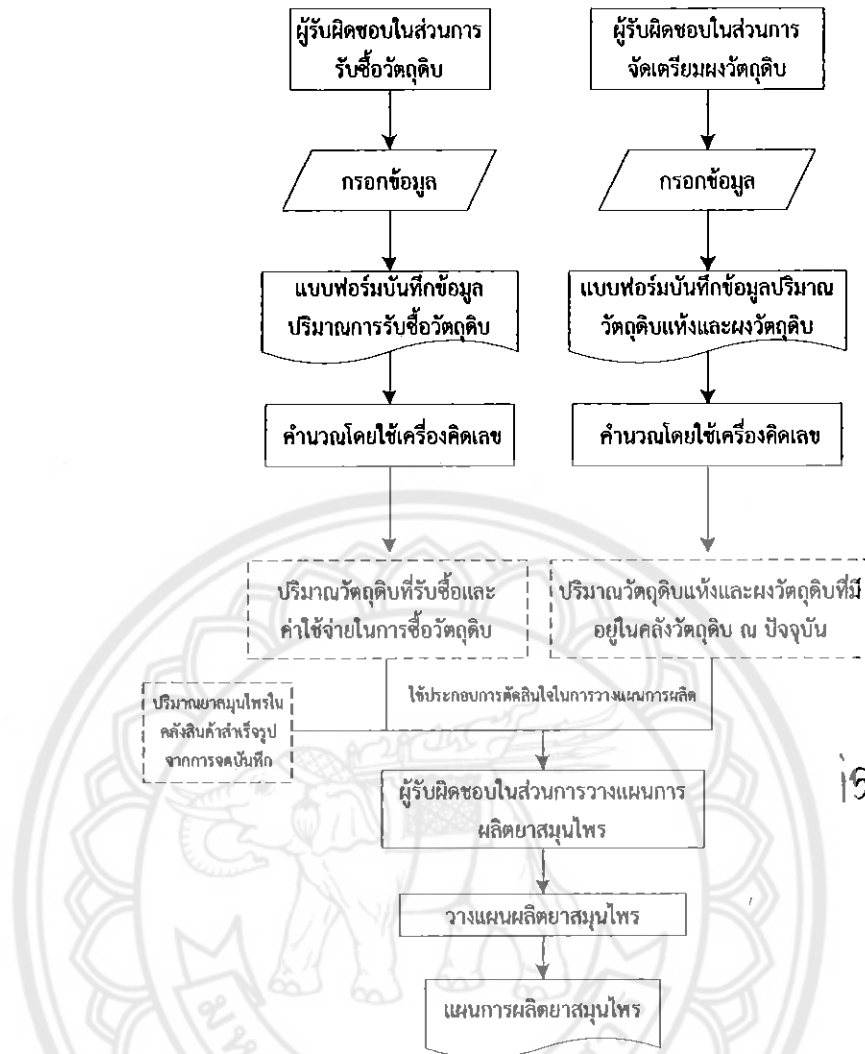 ผู้รับผิดชอบในส่วนการ
รับซื้อวัตถุดิบ
ผู้รับผิดชอบในส่วนการ
จัดเตรียมผงวัตถุดิบ
กรอกข้อมูล
กรอกข้อมูล
แบบฟอร์มบันทึกข้อมูล
ปริมาณการรับซื้อวัตถุดิบ
แบบฟอร์มบันทึกข้อมูลปริมาณ
วัตถุดิบแห้งและผงวัตถุดิบ
คำนวณโดยใช้เครื่องคิดเลข
คำนวณโดยใช้เครื่องคิดเลข
ปริมาณวัตถุดิบที่รับซื้อและ
ค่าใช้จ่ายในการซื้อวัตถุดิบ
ปริมาณวัตถุดิบแห้งและผงวัตถุดิบที่มี
อยู่ในคลังวัตถุดิบ ณ ปัจจุบัน
ใช้ประกอบการตัดสินใจในการวางแผนการผลิต
ปริมาณยาสมุนไพรใน
คลังสินค้าสำเร็จรูป
จากการจดบันทึก
ผู้รับผิดชอบในส่วนการวางแผนการ
ผลิตยาสมุนไพร
วางแผนผลิตยาสมุนไพร
แผนการผลิตยาสมุนไพร